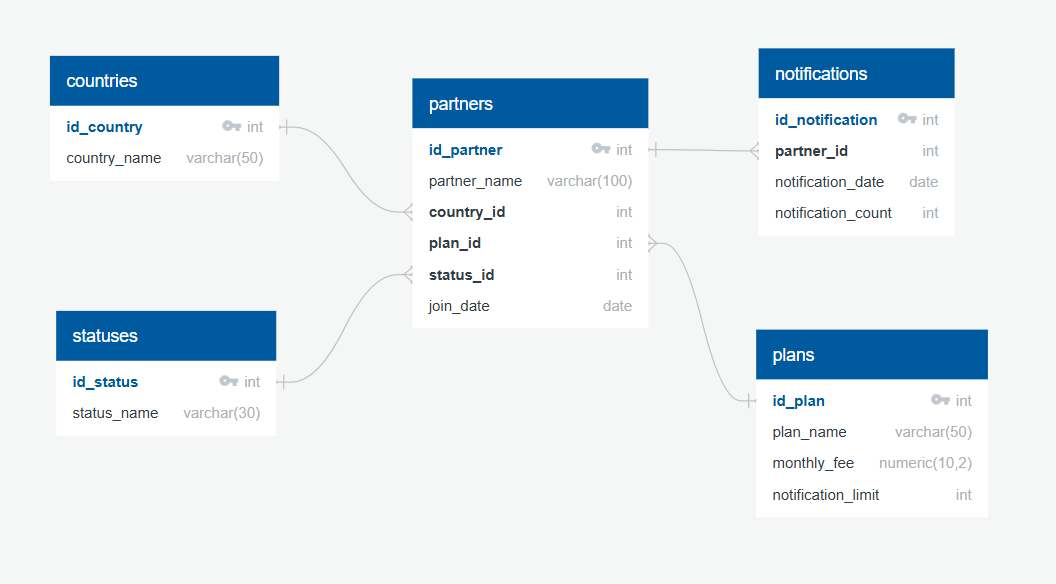 countries
id_country int
country_name varchar(50)
partners
id_partner int
partner_name varchar(100)
country_id int
plan_id int
status_id int
join_date date
notifications
id_notification int
partner_id int
notification_date date
notification_count int
statuses
id_status int
status_name varchar(30)
plans
id_plan int
plan_name varchar(50)
monthly_fee numeric(10,2)
notification_limit int